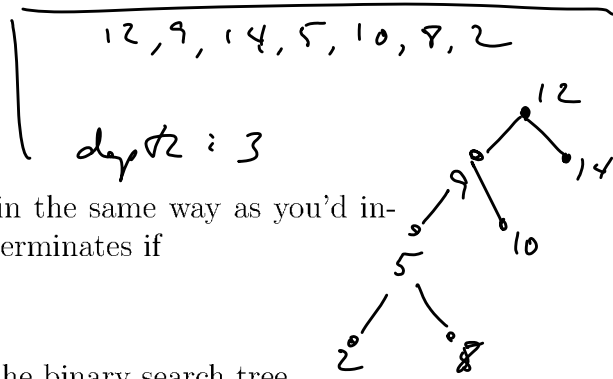 12, 9, 14, 5, 10, 8, 2
depth : 3
in the same way as you'd in-
erminates if
he binary search tree
12
9
14
5
10
2
8